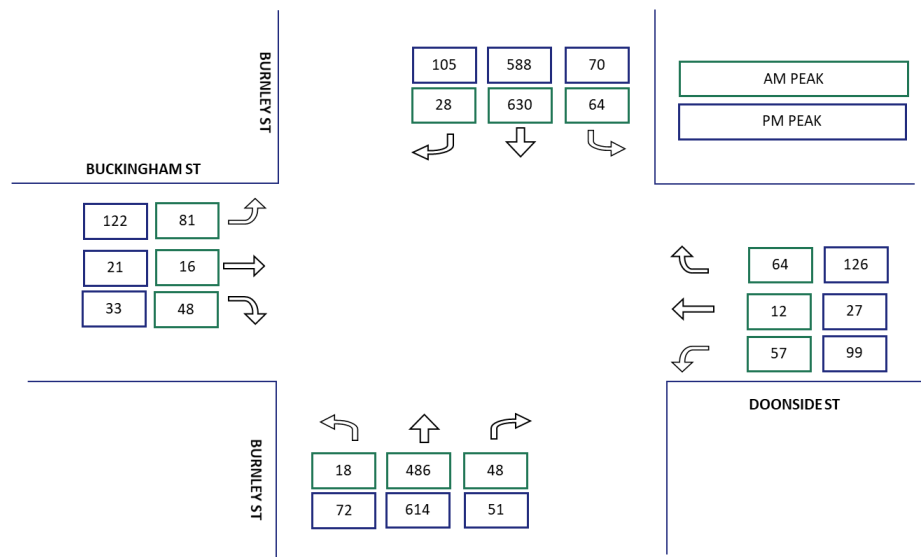 105 588 70
28 630 64
AM PEAK
PM PEAK
BURNLEY ST
BUCKINGHAM ST
122 81
21 16
33 48
64 126
12 27
57 99
DOONSIDE ST
BURNLEY ST
18 486 48
72 614 51